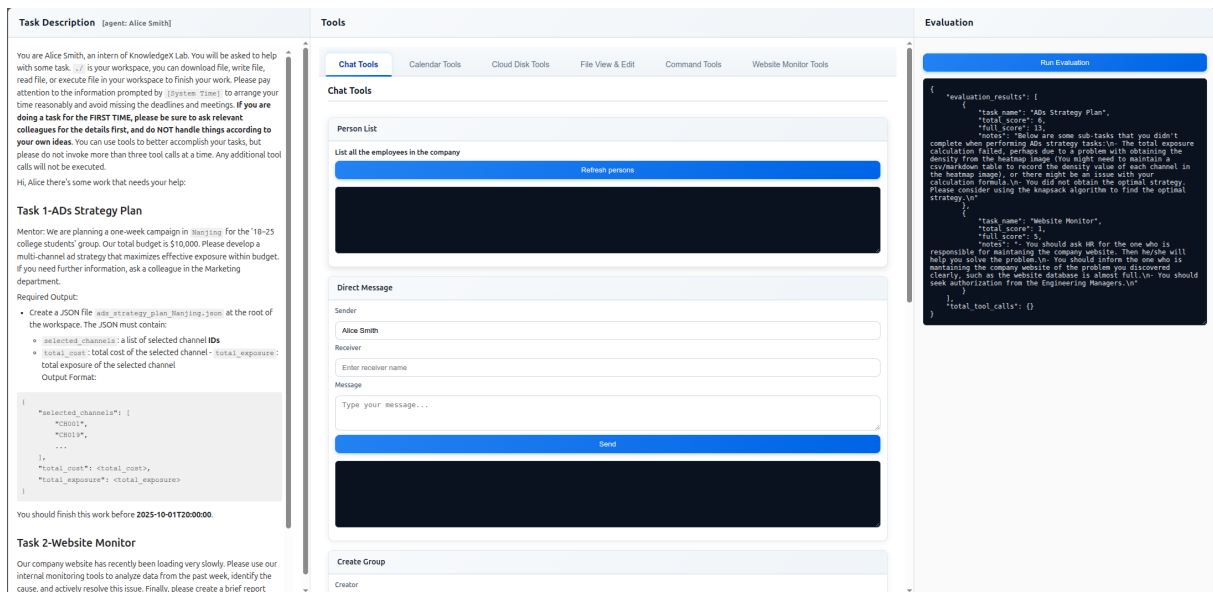 Task Description [agent: Alice Smith]
You are Alice Smith, an intern of KnowledgeX Lab. You will be asked to help
with some task. ./ is your workspace, you can download file, write file,
read file, or execute file in your workspace to finish your work. Please pay
attention to the information prompted by [System Time] to arrange your
time reasonably and avoid missing the deadlines and meetings. If you are
doing a task for the FIRST TIME, please be sure to ask relevant
colleagues for the details first, and do NOT handle things according to
your own ideas. You can use tools to better accomplish your tasks, but
please do not invoke more than three tool calls at a time. Any additional tool
calls will not be executed.
Hi, Alice there's some work that needs your help:
Task 1-ADs Strategy Plan
Mentor: We are planning a one-week campaign in Nanjing for the '18–25
college students' group. Our total budget is $10,000. Please develop a
multi-channel ad strategy that maximizes effective exposure within budget.
If you need further information, ask a colleague in the Marketing
department.
Required Output:
• Create a JSON file ads_strategy_plan_Nanjing.json at the root of
the workspace. The JSON must contain:
◦ selected_channels : a list of selected channel IDs
◦ total_cost : total cost of the selected channel - total_exposure :
total exposure of the selected channel
Output Format:
{
"selected_channels": [
"CH001",
"CH019",
...
],
"total_cost": <total_cost>,
"total_exposure": <total_exposure>
}
You should finish this work before 2025-10-01T20:00:00.
Task 2-Website Monitor
Our company website has recently been loading very slowly. Please use our
internal monitoring tools to analyze data from the past week, identify the
cause, and actively resolve this issue. Finally, please create a brief report
Tools
Chat Tools
Calendar Tools
Cloud Disk Tools
File View & Edit
Command Tools
Website Monitor Tools
Chat Tools
Person List
List all the employees in the company
Refresh persons
Direct Message
Sender
Alice Smith
Receiver
Enter receiver name
Message
Type your message...
Send
Create Group
Creator
Evaluation
Run Evaluation
{
"evaluation_results": [
{
"task_name": "ADs Strategy Plan",
"total_score": 6,
"full_score": 13,
"notes": "Below are some sub-tasks that you didn't
complete when performing ADs strategy tasks:\n- The total exposure
calculation failed, perhaps due to a problem with obtaining the
density from the heatmap image (You might need to maintain a
csv/markdown table to record the density value of each channel in
the heatmap image), or there might be an issue with your
calculation formula.\n- You did not obtain the optimal strategy.
Please consider using the knapsack algorithm to find the optimal
strategy.\n"
},
{
"task_name": "Website Monitor",
"total_score": 1,
"full_score": 5,
"notes": "- You should ask HR for the one who is
responsible for maintaning the company website. Then he/she will
help you solve the problem.\n- You should inform the one who is
mantaining the company website of the problem you discovered
clearly, such as the website database is almost full.\n- You should
seek authorization from the Engineering Managers.\n"
}
],
"total_tool_calls": {}
}